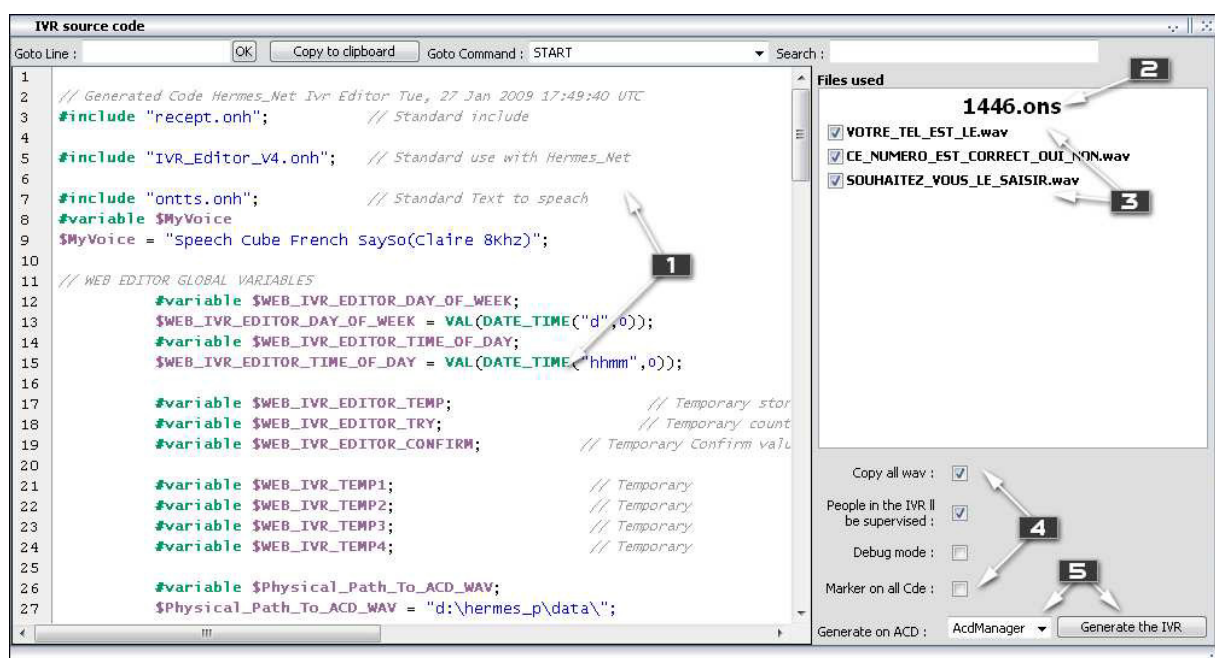 IVR source code
Goto Line : OK Copy to clipboard Goto Command : START Search :
1
2 // Generated Code Hermes_Net Ivr Editor Tue, 27 Jan 2009 17:49:40 UTC
3 #include "recept.onh"; // Standard include
4
5 #include "IVR_Editor_V4.onh"; // Standard use with Hermes_Net
6
7 #include "ontts.onh"; // Standard Text to speach
8 #variable $MyVoice
9 $MyVoice = "Speech Cube French SaySo(Claire 8Khz)";
10
11 // WEB EDITOR GLOBAL VARIABLES
12 #variable $WEB_IVR_EDITOR_DAY_OF_WEEK;
13 $WEB_IVR_EDITOR_DAY_OF_WEEK = VAL(DATE_TIME("d",0));
14 #variable $WEB_IVR_EDITOR_TIME_OF_DAY;
15 $WEB_IVR_EDITOR_TIME_OF_DAY = VAL(DATE_TIME("hhmm",0));
16
17 #variable $WEB_IVR_EDITOR_TEMP; // Temporary stor
18 #variable $WEB_IVR_EDITOR_TRY; // Temporary count
19 #variable $WEB_IVR_EDITOR_CONFIRM; // Temporary Confirm valu
20
21 #variable $WEB_IVR_TEMP1; // Temporary
22 #variable $WEB_IVR_TEMP2; // Temporary
23 #variable $WEB_IVR_TEMP3; // Temporary
24 #variable $WEB_IVR_TEMP4; // Temporary
25
26 #variable $Physical_Path_To_ACD_WAV;
27 $Physical_Path_To_ACD_WAV = "d:\hermes_p\data\";
1
Files used
2
1446.ons
VOTRE_TEL_EST_LE.wav
CE_NUMERO_EST_CORRECT_OUI_NON.wav
SOUHAITEZ_VOUS_LE_SAISIR.wav
3
Copy all wav :
People in the IVR ll
be supervised :
4
Debug mode :
Marker on all Cde :
5
Generate on ACD : AcdManager Generate the IVR